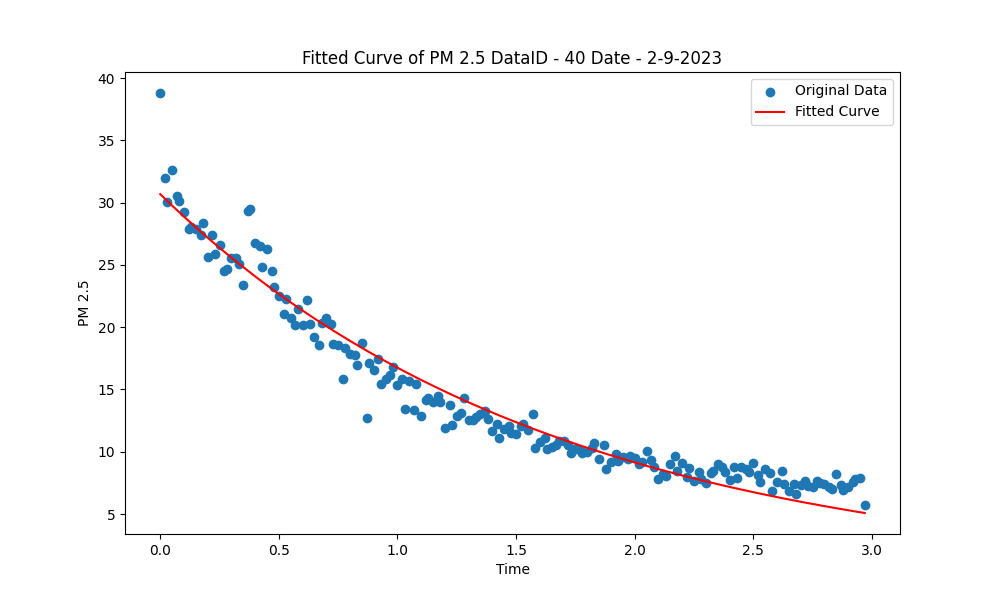 Fitted Curve of PM 2.5 DataID - 40 Date - 2-9-2023
Original Data
Fitted Curve
40
35
30
25
20
15
10
5
PM 2.5
0.0 0.5 1.0 1.5 2.0 2.5 3.0
Time